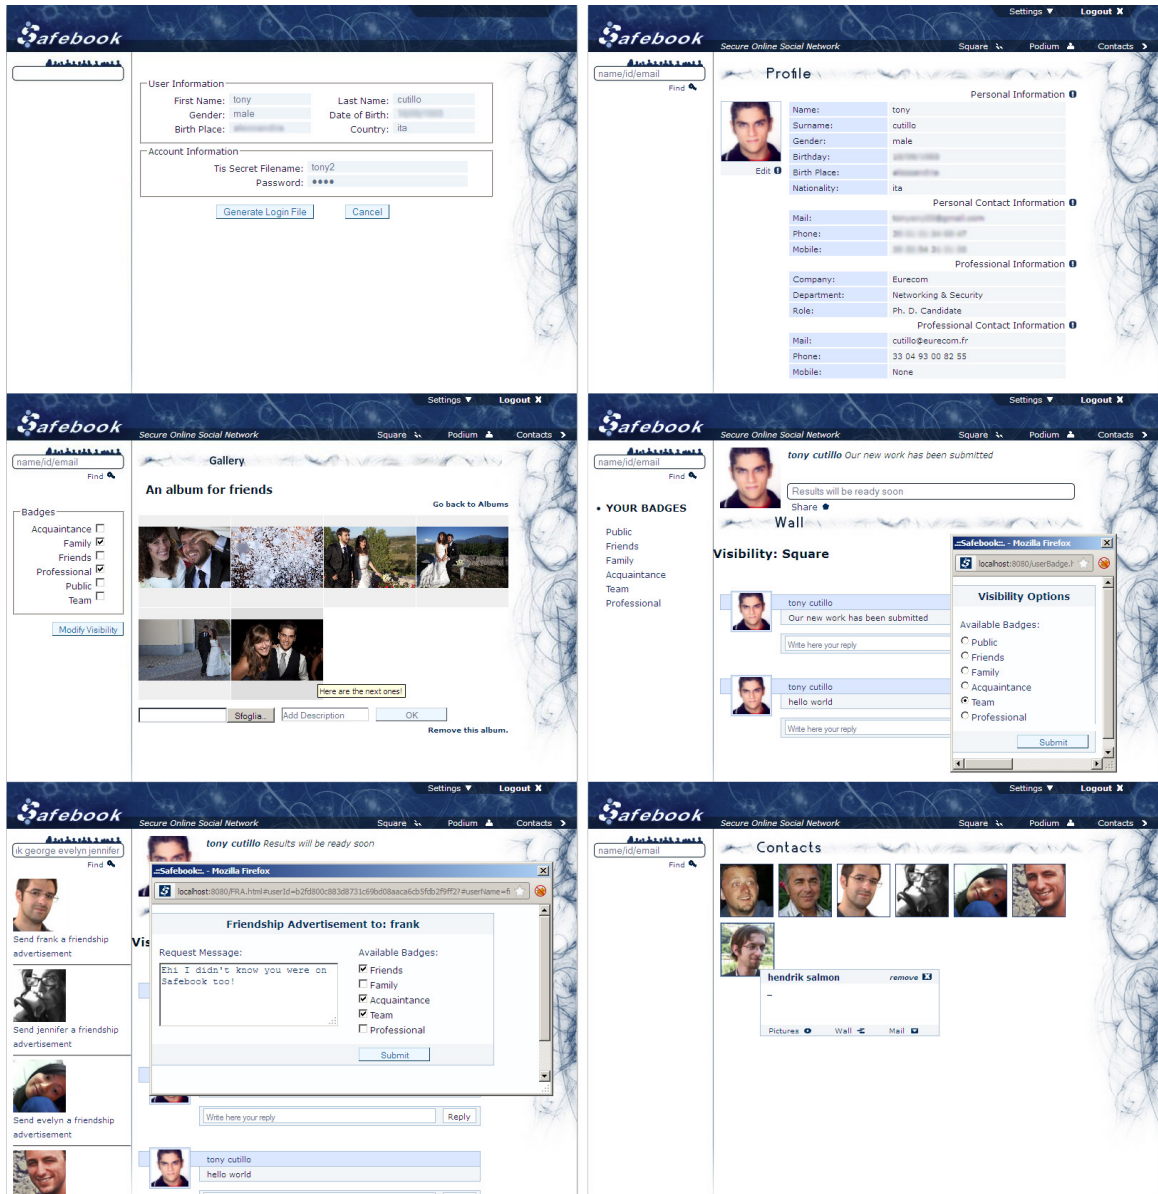 Safebook
User Information
First Name: tony Last Name: cutillo
Gender: male Date of Birth:
Birth Place: Country: ita
Account Information
Tis Secret Filename: tony2
Password: ••••
Generate Login File Cancel
Settings ▼ Logout X
Safebook
Secure Online Social Network Square Podium Contacts
name/id/email
Find
Profile
Personal Information
Name: tony
Surname: cutillo
Gender: male
Birthday:
Edit Birth Place:
Nationality: ita
Personal Contact Information
Mail:
Phone:
Mobile:
Professional Information
Company: Eurecom
Department: Networking & Security
Role: Ph. D. Candidate
Professional Contact Information
Mail: cutillo@eurecom.fr
Phone: 33 04 93 00 82 55
Mobile: None
Settings ▼ Logout X
Safebook
Secure Online Social Network Square Podium Contacts
name/id/email
Find
Gallery
An album for friends
Go back to Albums
Badges
Acquaintance
Family
Friends
Professional
Public
Team
Modify Visibility
Here are the next ones!
Sfoglia... Add Description OK
Remove this album.
Settings ▼ Logout X
Safebook
Secure Online Social Network Square Podium Contacts
name/id/email
Find
tony cutillo Our new work has been submitted
Results will be ready soon
Share
• YOUR BADGES
Public
Friends
Family
Acquaintance
Team
Professional
Wall
Visibility: Square
tony cutillo
Our new work has been submitted
Write here your reply
tony cutillo
hello world
Write here your reply
.::Safebook::. - Mozilla Firefox
localhost:8080/userBadge.h
Visibility Options
Available Badges:
Public
Friends
Family
Acquaintance
Team
Professional
Submit
Settings ▼ Logout X
Safebook
Secure Online Social Network Square Podium Contacts
ik george evelyn jennifer
Find
tony cutillo Results will be ready soon
Send frank a friendship
advertisement
Send jennifer a friendship
advertisement
Send evelyn a friendship
advertisement
Vis
.::Safebook::. - Mozilla Firefox
Friendship Advertisement to: frank
Request Message:
Ehi I didn't know you were on
Safebook too!
Available Badges:
Friends
Family
Acquaintance
Team
Professional
Submit
Write here your reply Reply
tony cutillo
hello world
Settings ▼ Logout X
Safebook
Secure Online Social Network Square Podium Contacts
name/id/email
Find
Contacts
hendrik salmon remove X
Pictures Wall Mail